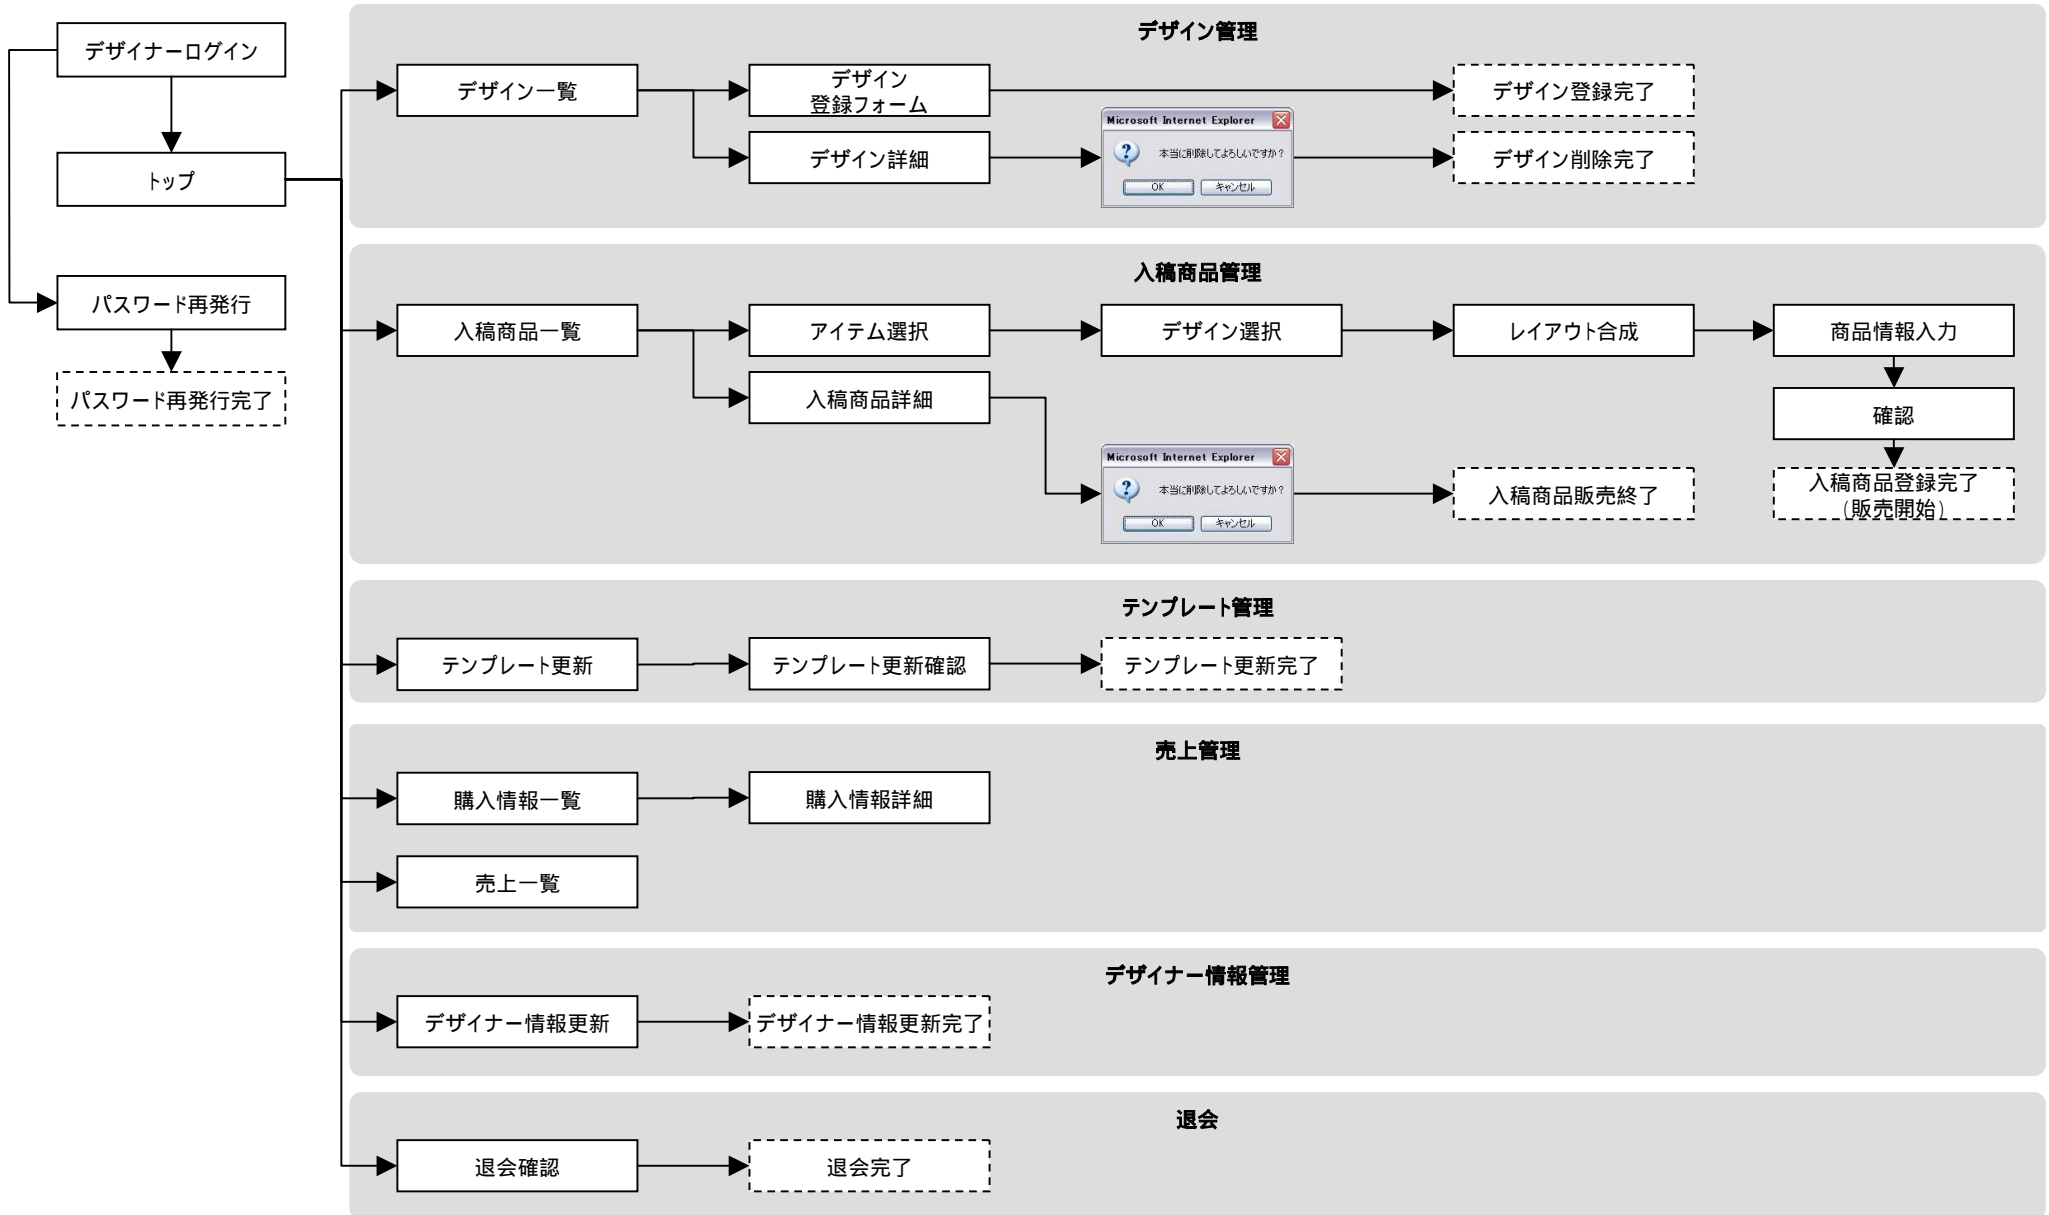 デザイナーログイン
トップ
パスワード再発行
パスワード再発行完了
デザイン管理
デザイン一覧
デザイン
登録フォーム
デザイン登録完了
デザイン詳細
Microsoft Internet Explorer
本当に削除してよろしいですか?
OK
キャンセル
デザイン削除完了
入稿商品管理
入稿商品一覧
アイテム選択
デザイン選択
レイアウト合成
商品情報入力
入稿商品詳細
確認
Microsoft Internet Explorer
本当に削除してよろしいですか?
OK
キャンセル
入稿商品販売終了
入稿商品登録完了
(販売開始)
テンプレート管理
テンプレート更新
テンプレート更新確認
テンプレート更新完了
売上管理
購入情報一覧
購入情報詳細
売上一覧
デザイナー情報管理
デザイナー情報更新
デザイナー情報更新完了
退会
退会確認
退会完了